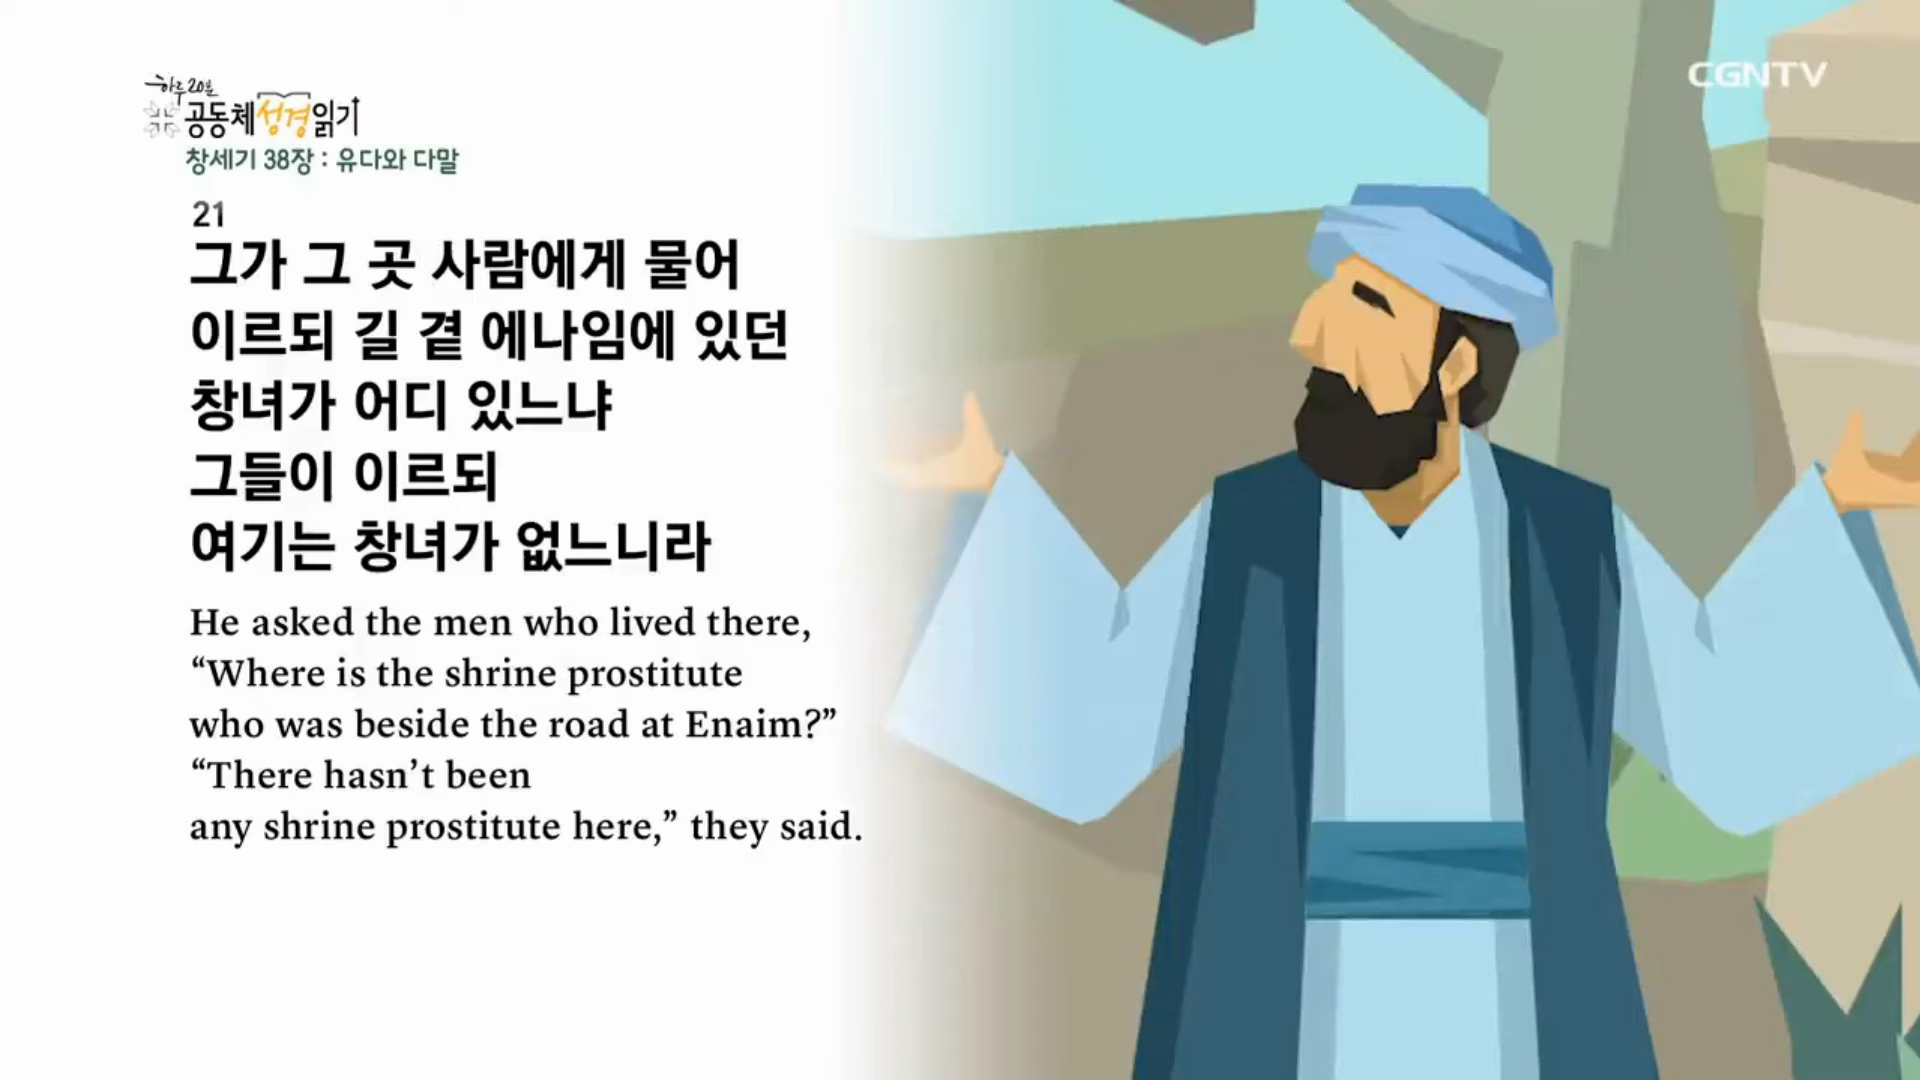 하루 20분
공동체성경읽기
창세기 38장 : 유다와 다말
CGNTV
21
그가 그 곳 사람에게 물어
이르되 길 곁 에나임에 있던
창녀가 어디 있느냐
그들이 이르되
여기는 창녀가 없느니라
He asked the men who lived there,
“Where is the shrine prostitute
who was beside the road at Enaim?”
“There hasn’t been
any shrine prostitute here,” they said.